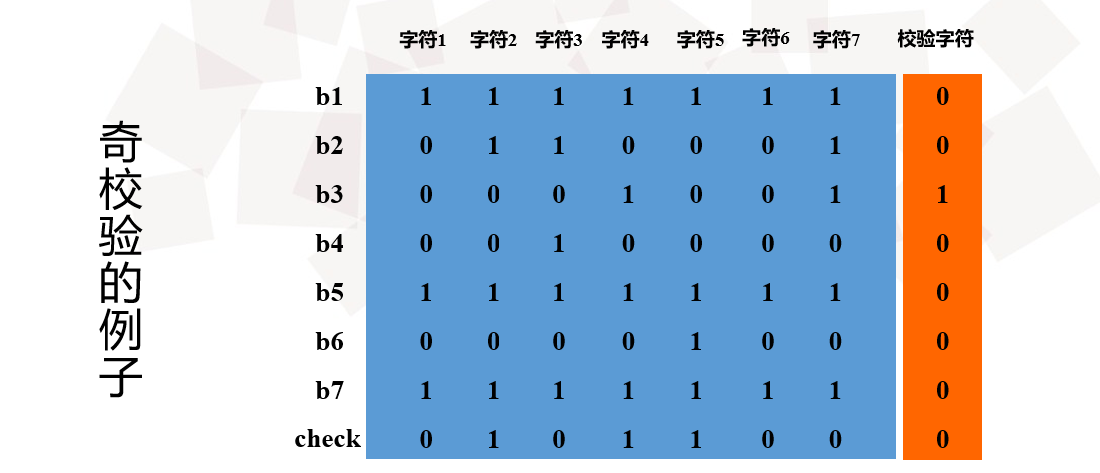 奇校验的例子
字符1 字符2 字符3 字符4 字符5 字符6 字符7 校验字符
b1 1 1 1 1 1 1 1 0
b2 0 1 1 0 0 0 1 0
b3 0 0 0 1 0 0 1 1
b4 0 0 1 0 0 0 0 0
b5 1 1 1 1 1 1 1 0
b6 0 0 0 0 1 0 0 0
b7 1 1 1 1 1 1 1 0
check 0 1 0 1 1 0 0 0